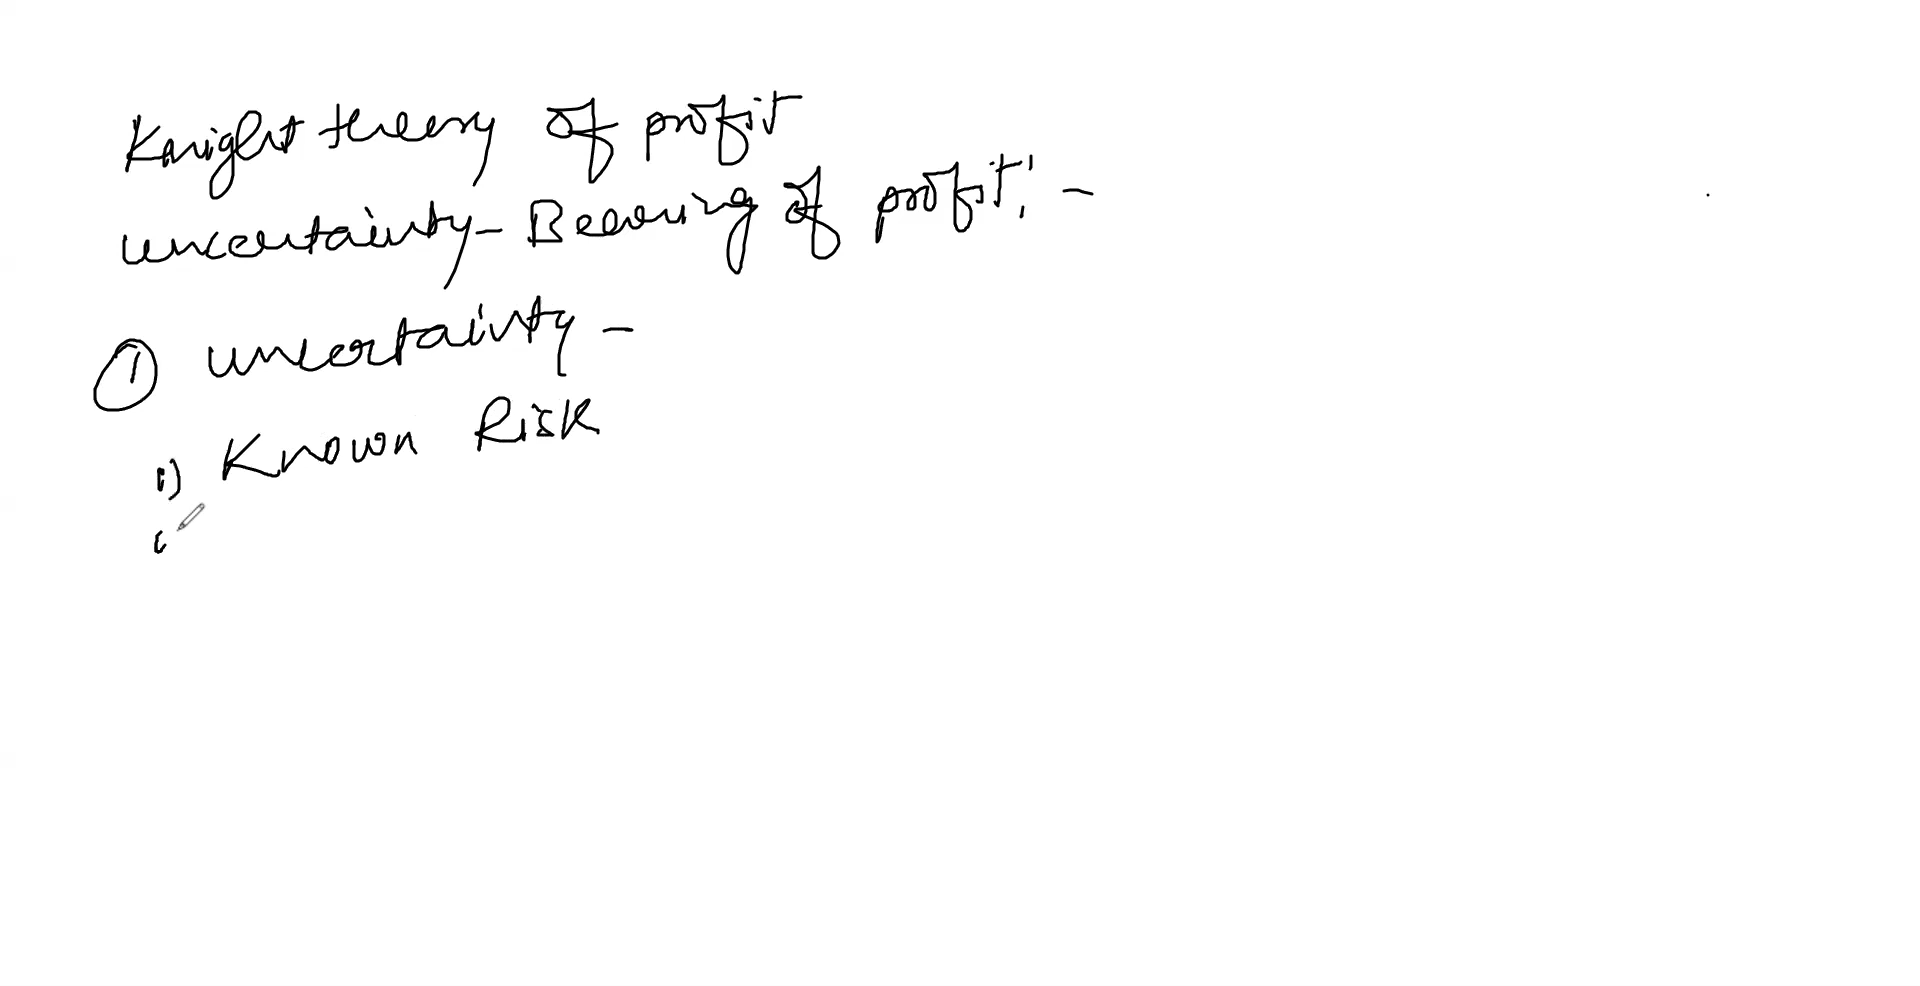 Knight theory of profit
uncertainty - Bearing of profit! -
① uncertainty -
i) Known Risk
i